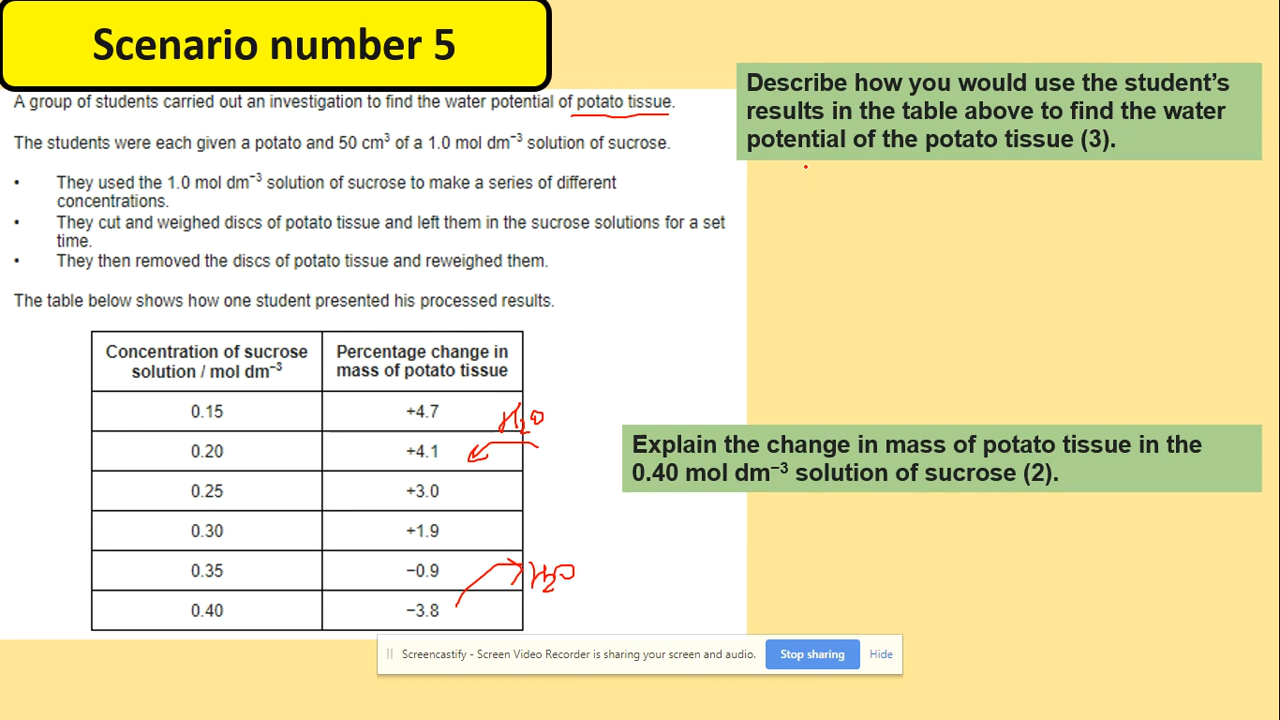 Scenario number 5
A group of students carried out an investigation to find the water potential of potato tissue.
The students were each given a potato and 50 cm³ of a 1.0 mol dm⁻³ solution of sucrose.
• They used the 1.0 mol dm⁻³ solution of sucrose to make a series of different
concentrations.
• They cut and weighed discs of potato tissue and left them in the sucrose solutions for a set
time.
• They then removed the discs of potato tissue and reweighed them.
The table below shows how one student presented his processed results.
Concentration of sucrose Percentage change in
solution / mol dm⁻³ mass of potato tissue
0.15 +4.7
H₂O
0.20 +4.1
0.25 +3.0
0.30 +1.9
0.35 −0.9 H₂O
0.40 −3.8
Describe how you would use the student's
results in the table above to find the water
potential of the potato tissue (3).
Explain the change in mass of potato tissue in the
0.40 mol dm⁻³ solution of sucrose (2).
Screencastify - Screen Video Recorder is sharing your screen and audio. Stop sharing Hide